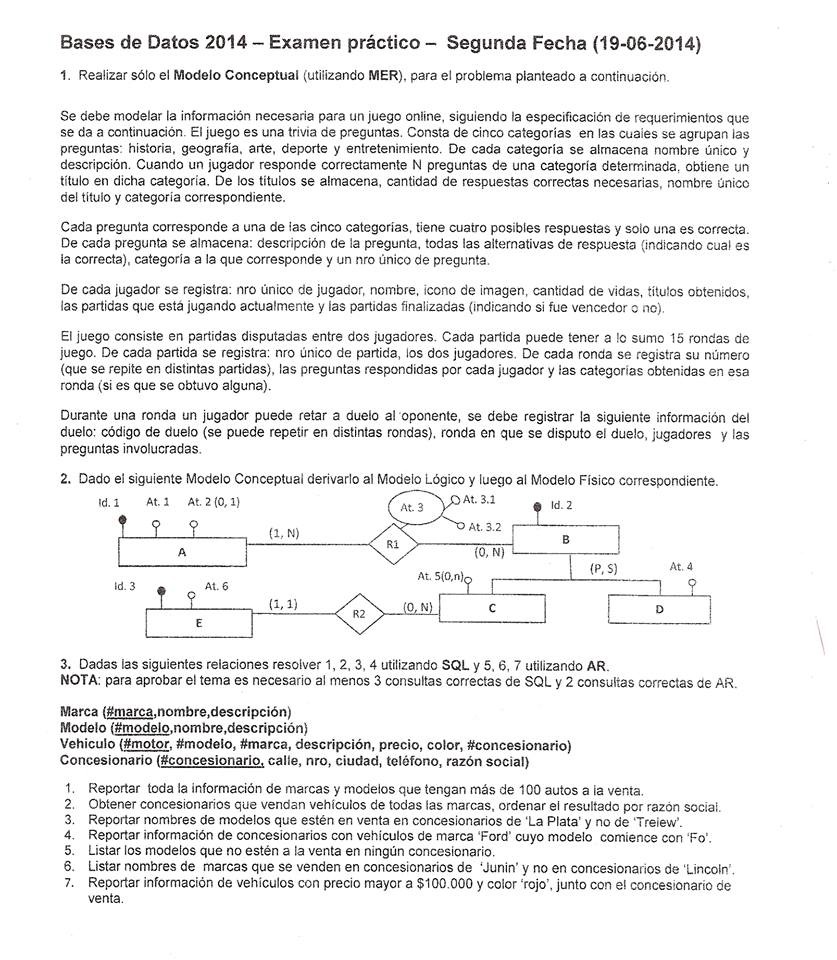 Bases de Datos 2014 – Examen práctico – Segunda Fecha (19-06-2014)
1. Realizar sólo el Modelo Conceptual (utilizando MER), para el problema planteado a continuación.
Se debe modelar la información necesaria para un juego online, siguiendo la especificación de requerimientos que
se da a continuación. El juego es una trivia de preguntas. Consta de cinco categorías en las cuales se agrupan las
preguntas: historia, geografía, arte, deporte y entretenimiento. De cada categoría se almacena nombre único y
descripción. Cuando un jugador responde correctamente N preguntas de una categoría determinada, obtiene un
título en dicha categoría. De los títulos se almacena, cantidad de respuestas correctas necesarias, nombre único
del título y categoría correspondiente.
Cada pregunta corresponde a una de las cinco categorías, tiene cuatro posibles respuestas y solo una es correcta.
De cada pregunta se almacena: descripción de la pregunta, todas las alternativas de respuesta (indicando cual es
la correcta), categoría a la que corresponde y un nro único de pregunta.
De cada jugador se registra: nro único de jugador, nombre, icono de imagen, cantidad de vidas, títulos obtenidos,
las partidas que está jugando actualmente y las partidas finalizadas (indicando si fue vencedor o no).
El juego consiste en partidas disputadas entre dos jugadores. Cada partida puede tener a lo sumo 15 rondas de
juego. De cada partida se registra: nro único de partida, los dos jugadores. De cada ronda se registra su número
(que se repite en distintas partidas), las preguntas respondidas por cada jugador y las categorías obtenidas en esa
ronda (si es que se obtuvo alguna).
Durante una ronda un jugador puede retar a duelo al oponente, se debe registrar la siguiente información del
duelo: código de duelo (se puede repetir en distintas rondas), ronda en que se disputo el duelo, jugadores y las
preguntas involucradas.
2. Dado el siguiente Modelo Conceptual derivarlo al Modelo Lógico y luego al Modelo Físico correspondiente.
Id. 1 At. 1 At. 2 (0, 1) At. 3 At. 3.1 Id. 2
At. 3.2
(1, N) R1 (0, N) B
A
(P, S) At. 4
Id. 3 At. 6 At. 5(0,n)
(1, 1) R2 (0, N) C D
E
3. Dadas las siguientes relaciones resolver 1, 2, 3, 4 utilizando SQL y 5, 6, 7 utilizando AR.
NOTA: para aprobar el tema es necesario al menos 3 consultas correctas de SQL y 2 consultas correctas de AR.
Marca (#marca,nombre,descripción)
Modelo (#modelo,nombre,descripción)
Vehiculo (#motor, #modelo, #marca, descripción, precio, color, #concesionario)
Concesionario (#concesionario, calle, nro, ciudad, teléfono, razón social)
1. Reportar toda la información de marcas y modelos que tengan más de 100 autos a la venta.
2. Obtener concesionarios que vendan vehículos de todas las marcas, ordenar el resultado por razón social.
3. Reportar nombres de modelos que estén en venta en concesionarios de 'La Plata' y no de 'Trelew'.
4. Reportar información de concesionarios con vehículos de marca 'Ford' cuyo modelo comience con 'Fo'.
5. Listar los modelos que no estén a la venta en ningún concesionario.
6. Listar nombres de marcas que se venden en concesionarios de 'Junin' y no en concesionarios de 'Lincoln'.
7. Reportar información de vehículos con precio mayor a $100.000 y color 'rojo', junto con el concesionario de
venta.